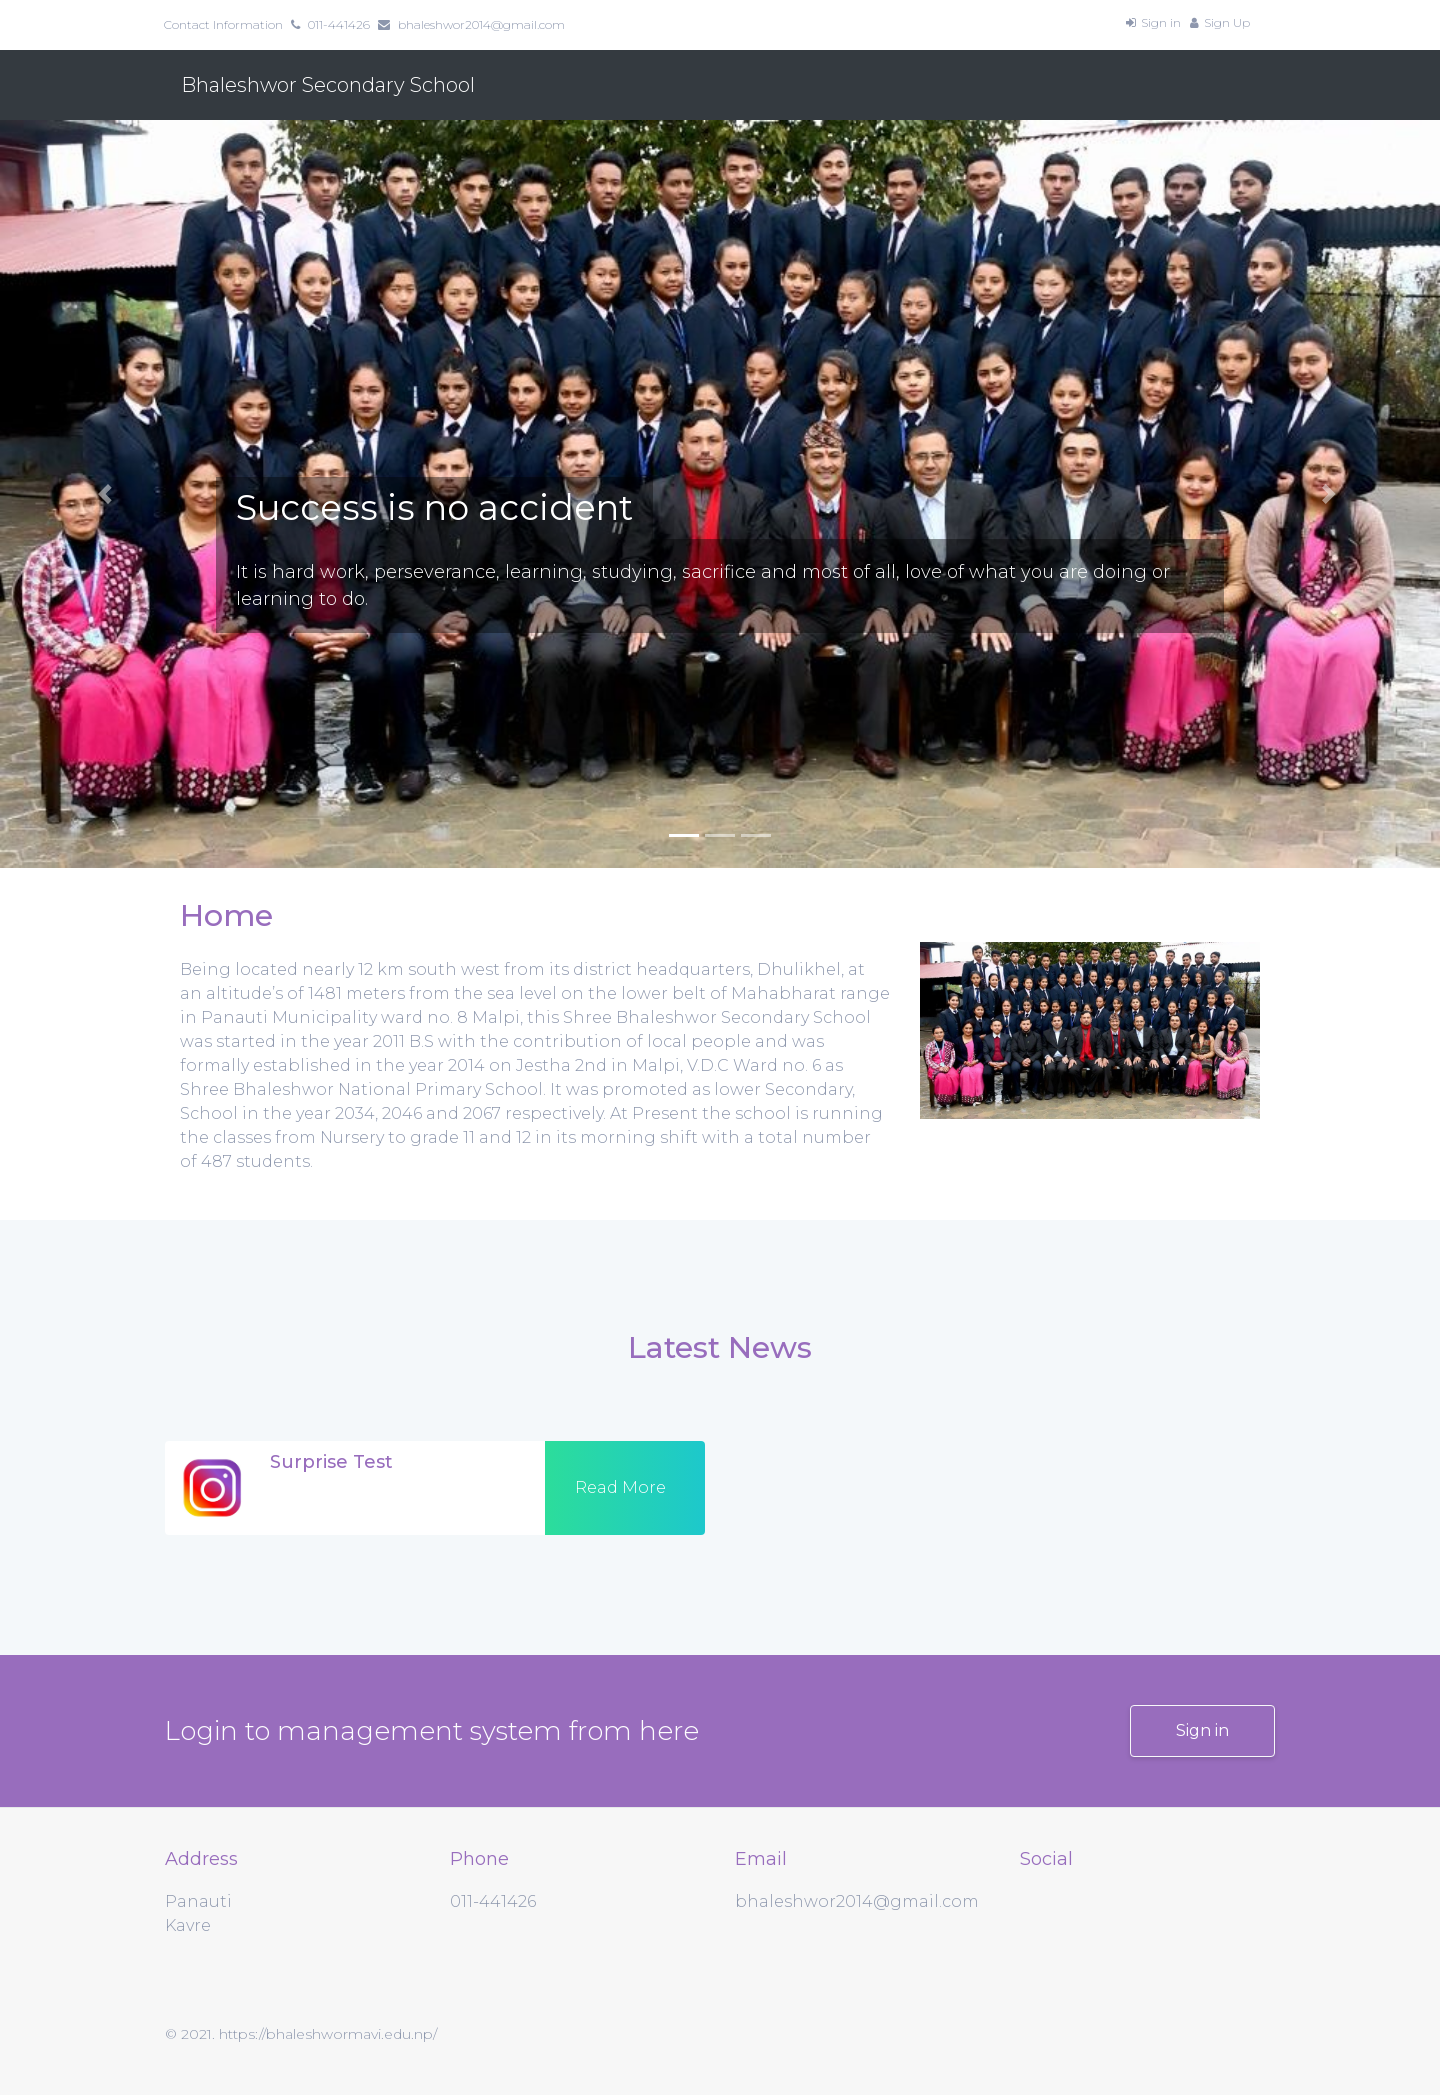 Contact Information 011-441426 bhaleshwor2014@gmail.com
Sign in Sign Up
Bhaleshwor Secondary School
Success is no accident
It is hard work, perseverance, learning, studying, sacrifice and most of all, love of what you are doing or
learning to do.
Home
Being located nearly 12 km south west from its district headquarters, Dhulikhel, at
an altitude's of 1481 meters from the sea level on the lower belt of Mahabharat range
in Panauti Municipality ward no. 8 Malpi, this Shree Bhaleshwor Secondary School
was started in the year 2011 B.S with the contribution of local people and was
formally established in the year 2014 on Jestha 2nd in Malpi, V.D.C Ward no. 6 as
Shree Bhaleshwor National Primary School. It was promoted as lower Secondary,
School in the year 2034, 2046 and 2067 respectively. At Present the school is running
the classes from Nursery to grade 11 and 12 in its morning shift with a total number
of 487 students.
Latest News
Surprise Test
Read More
Login to management system from here
Sign in
Address
Panauti
Kavre
Phone
011-441426
Email
bhaleshwor2014@gmail.com
Social
© 2021. https://bhaleshwormavi.edu.np/